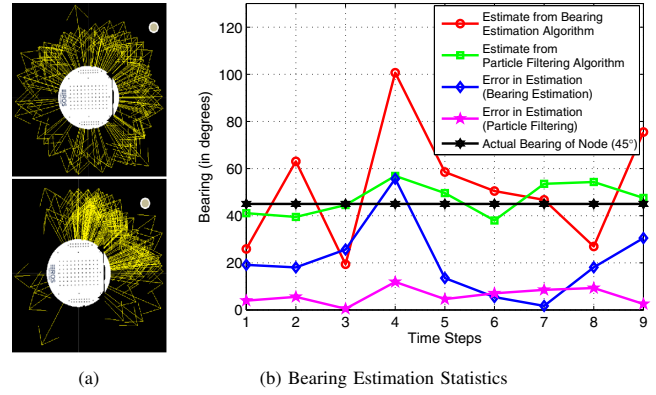 130
120
100
80
60
40
20
0
Bearing (in degrees)
1 2 3 4 5 6 7 8 9
Time Steps
Estimate from Bearing
Estimation Algorithm
Estimate from
Particle Filtering Algorithm
Error in Estimation
(Bearing Estimation)
Error in Estimation
(Particle Filtering)
Actual Bearing of Node (45°)
(a)
(b) Bearing Estimation Statistics